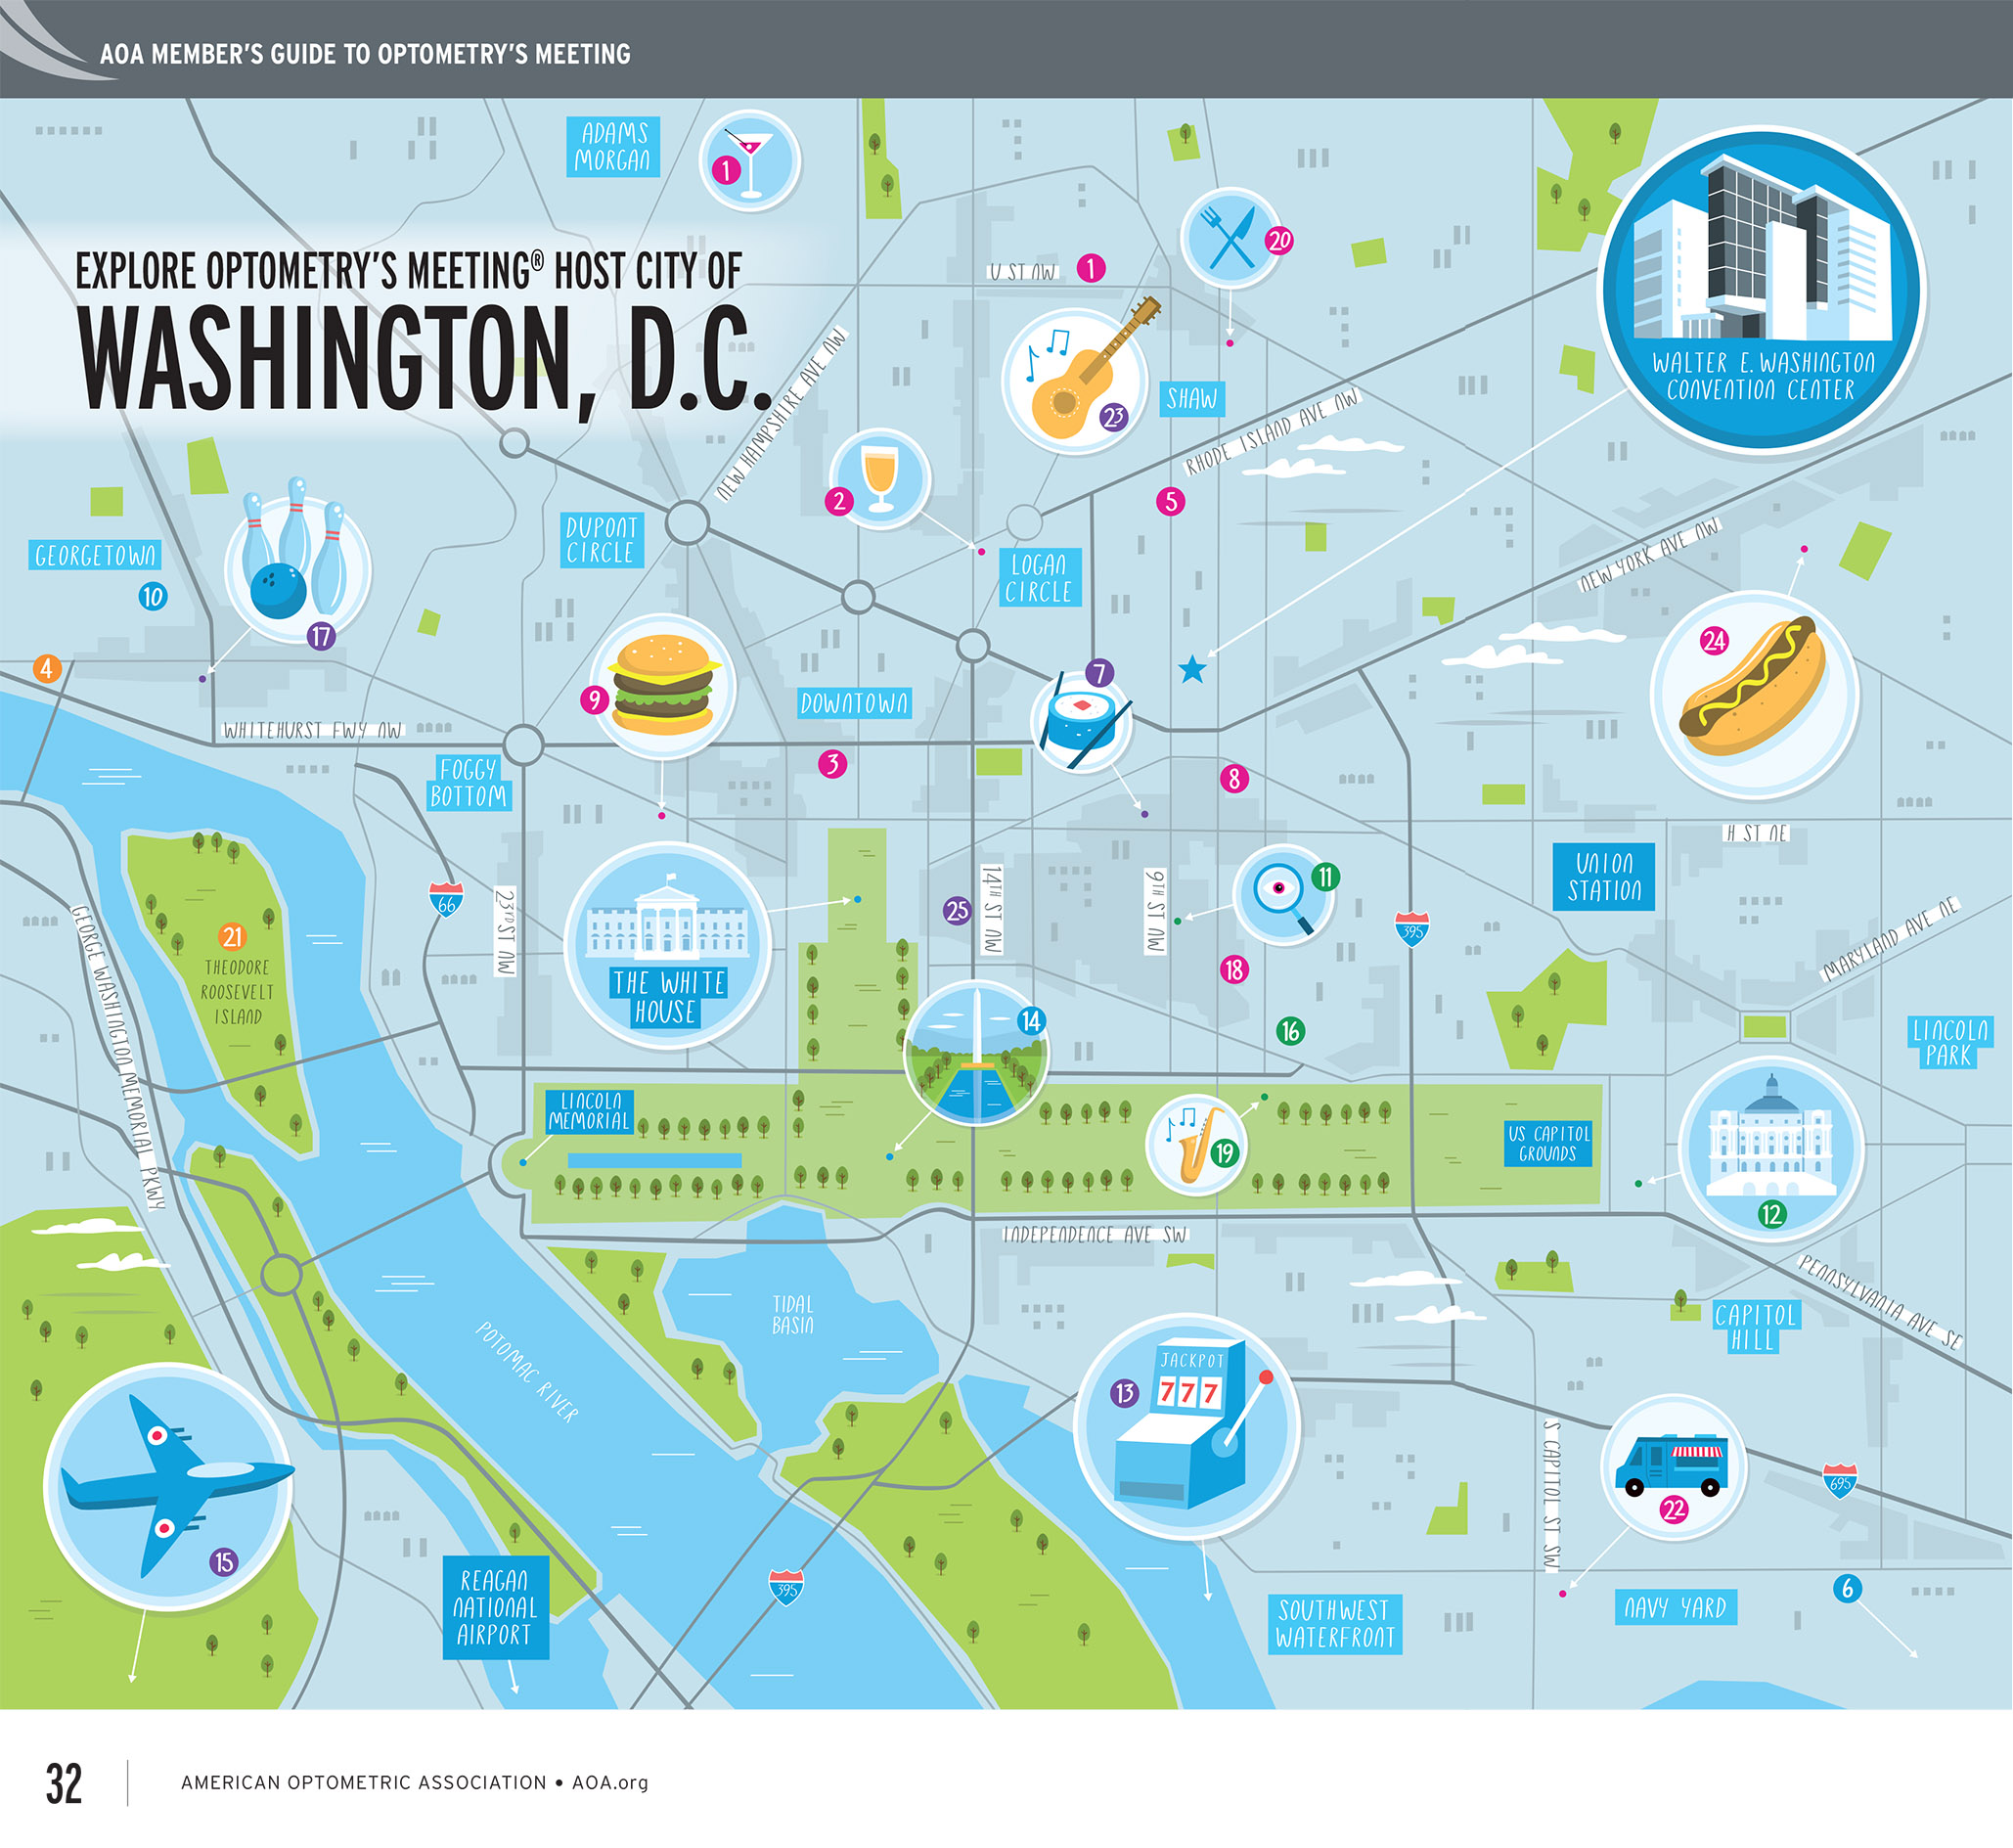 AOA MEMBER'S GUIDE TO OPTOMETRY'S MEETING
ADAMS
MORGAN
1
EXPLORE OPTOMETRY'S MEETING® HOST CITY OF
WASHINGTON, D.C.
U ST NW
1
20
23
SHAW
WALTER E. WASHINGTON
CONVENTION CENTER
NEW HAMPSHIRE AVE NW
RHODE ISLAND AVE NW
2
5
GEORGETOWN
10
17
DUPONT
CIRCLE
LOGAN
CIRCLE
NEW YORK AVE NW
4
9
DOWNTOWN
7
24
WHITEHURST FWY NW
FOGGY
BOTTOM
3
8
H ST NE
UNION
STATION
66
23RD ST NW
14TH ST NW
25
9TH ST NW
11
395
MARYLAND AVE NE
21
THEODORE
ROOSEVELT
ISLAND
GEORGE WASHINGTON MEMORIAL PKWY
THE WHITE
HOUSE
14
18
16
LINCOLN
PARK
LINCOLN
MEMORIAL
19
US CAPITOL
GROUNDS
12
INDEPENDENCE AVE SW
PENNSYLVANIA AVE SE
TIDAL
BASIN
POTOMAC RIVER
CAPITOL
HILL
JACKPOT
777
13
S CAPITOL ST SW
22
695
15
REAGAN
NATIONAL
AIRPORT
395
SOUTHWEST
WATERFRONT
NAVY YARD
6
32
AMERICAN OPTOMETRIC ASSOCIATION • AOA.org